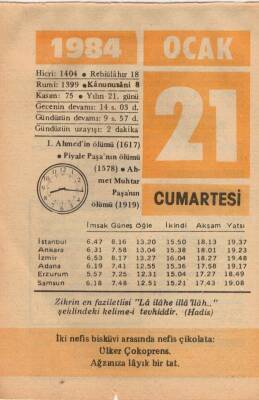 1984 OCAK
Hicri: 1404 • Rebiülâhır 18
Rumi: 1399 • Kânunusâni 8
Kasım: 75 • Yılın 21. günü
Gecenin devamı: 14 s. 03 d.
Gündüzün devamı: 9 s. 57 d.
Gündüzün uzayışı: 2 dakika
21
CUMARTESİ
I. Ahmed'in ölümü (1617)
• Piyale Paşa'nın ölümü
(1578) • Ah-
met Muhtar
Paşa'nın
ölümü (1919)
İmsak Güneş Öğle İkindi Akşam Yatsı
İstanbul 6.47 8.16 13.20 15.50 18.13 19.37
Ankara 6.31 7.58 13.04 15.38 18.01 19.23
İzmir 6.53 8.17 13.27 16.04 18.27 19.48
Adana 6.19 7.41 12.55 15.36 17.58 19.17
Erzurum 5.57 7.25 12.31 15.04 17.27 18.49
Samsun 6.18 7.48 12.51 15.21 17.43 19.08
Zikrin en faziletlisi "Lâ ilâhe illâ'llâh.."
şeklindeki kelime-i tevhiddir. (Hadis)
İki nefis bisküvi arasında nefis çikolata:
Ülker Çokoprens.
Ağzınıza lâyık bir tat.